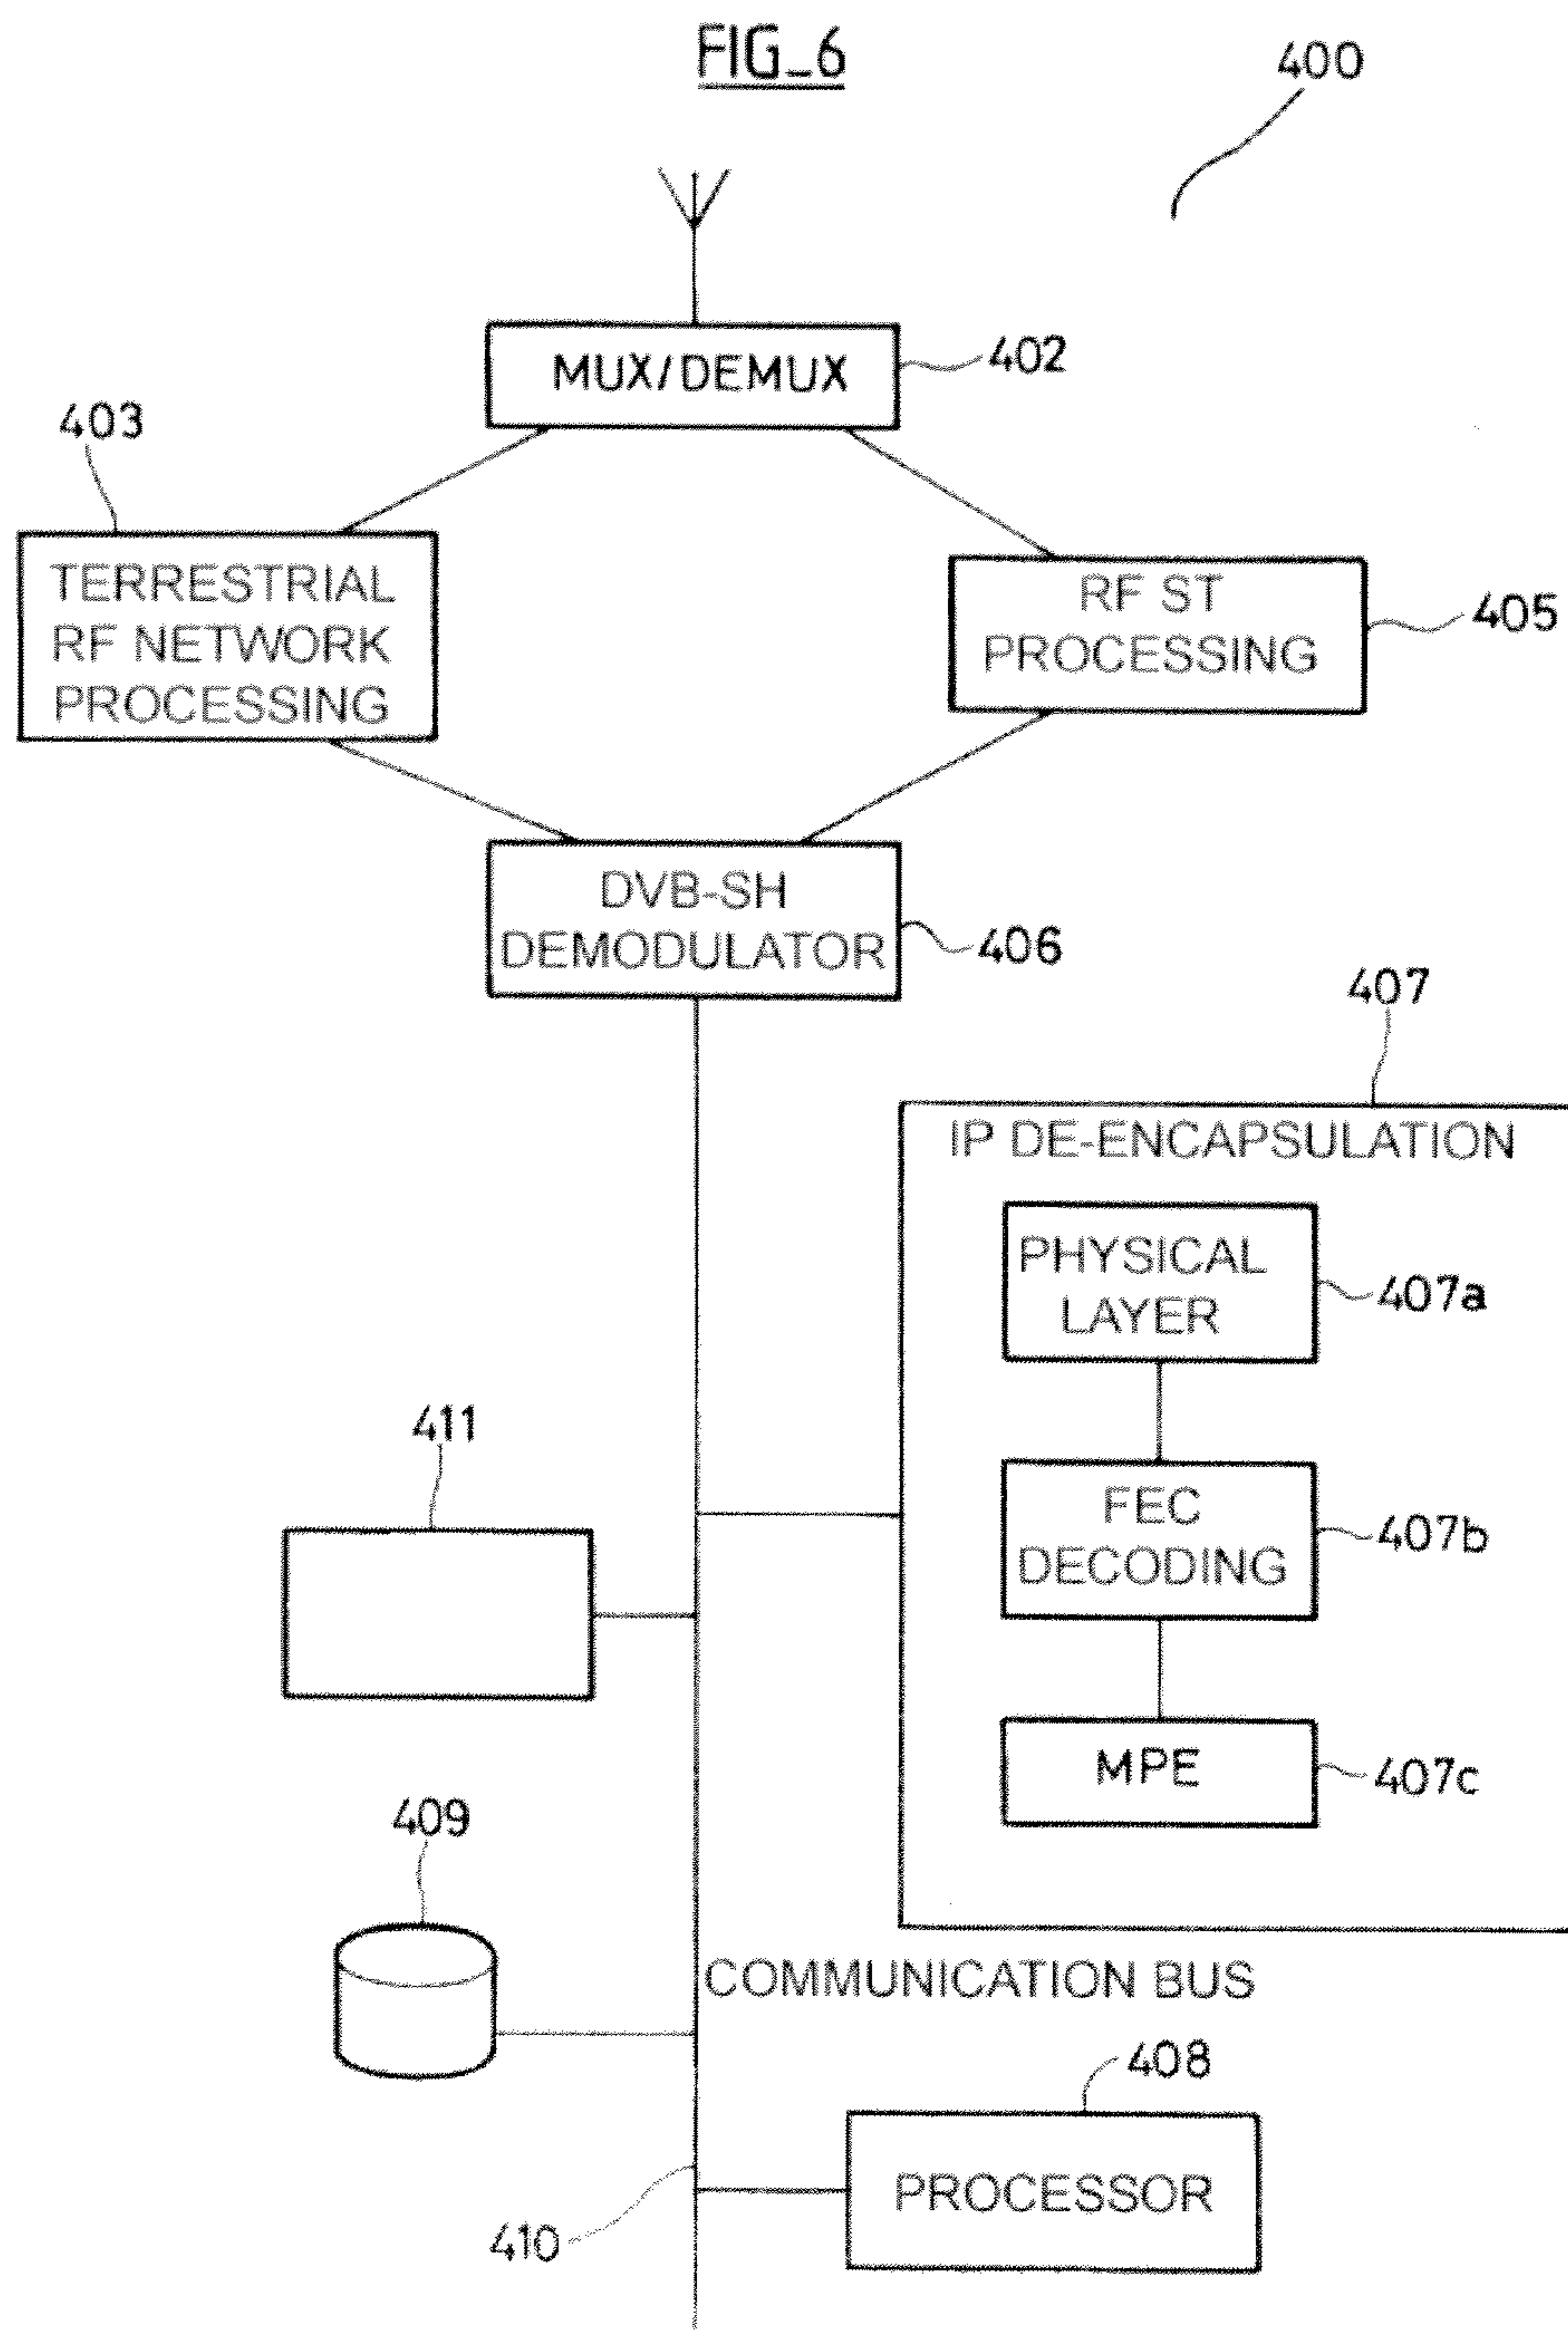 FIG_6
400
MUX/DEMUX
402
403
TERRESTRIAL
RF NETWORK
PROCESSING
RF ST
PROCESSING
405
DVB-SH
DEMODULATOR
406
407
IP DE-ENCAPSULATION
PHYSICAL
LAYER
407a
411
FEC
DECODING
407b
MPE
407c
409
COMMUNICATION BUS
408
PROCESSOR
410